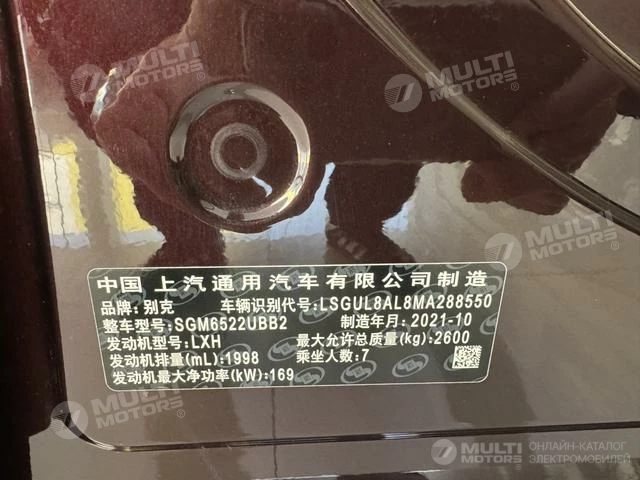 MULTI
MOTORS
MULTI
MOTORS
MULTI
MOTORS
中国 上汽通用汽车有限公司制造
品牌:别克 车辆识别代号:LSGUL8AL8MA288550
整车型号:SGM6522UBB2 制造年月:2021-10
发动机型号:LXH 最大允许总质量(kg):2600
发动机排量(mL):1998 乘坐人数:7
发动机最大净功率(kW):169
MULTI
MOTORS
MULTI
MOTORS
ОНЛАЙН-КАТАЛОГ
ЭЛЕКТРОМОБИЛЕЙ